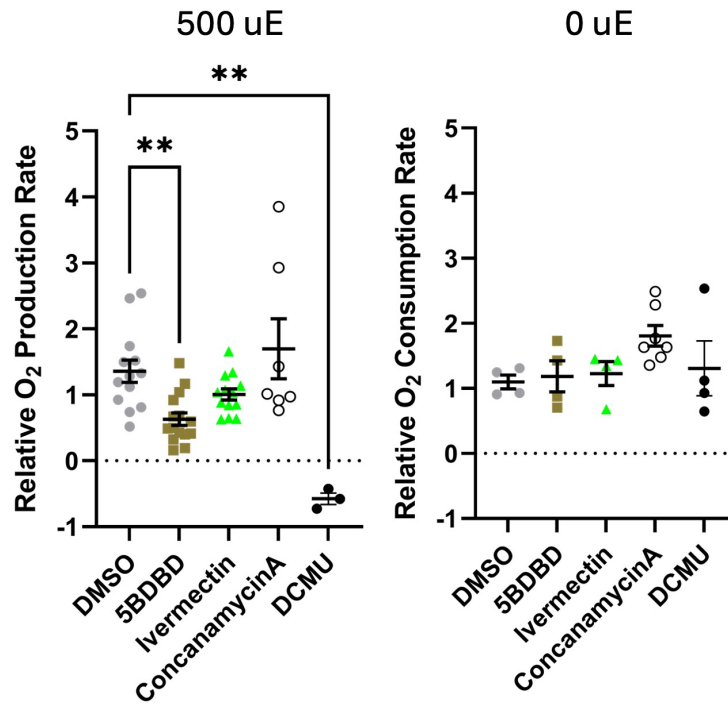 500 uE
0 uE
**
**
Relative O2 Production Rate
5
4
3
2
1
0
-1
DMSO
5BDBD
Ivermectin
ConcanamycinA
DCMU
Relative O2 Consumption Rate
5
4
3
2
1
0
-1
DMSO
5BDBD
Ivermectin
ConcanamycinA
DCMU